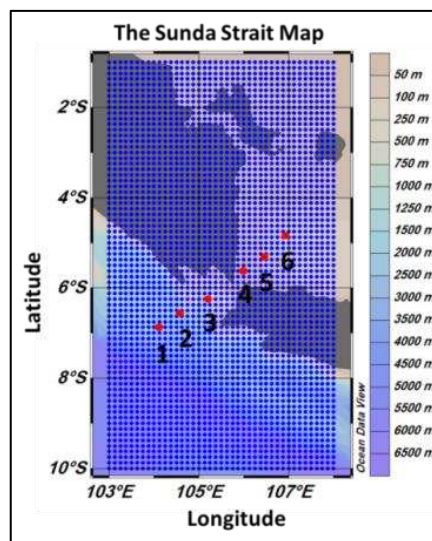 The Sunda Strait Map
Latitude
2°S
4°S
6°S
8°S
10°S
1
2
3
4
5
6
103°E
105°E
107°E
Longitude
50 m
100 m
250 m
500 m
750 m
1000 m
1250 m
2000 m
2500 m
3000 m
3500 m
4000 m
4500 m
5000 m
5500 m
6000 m
6500 m
Ocean Data View